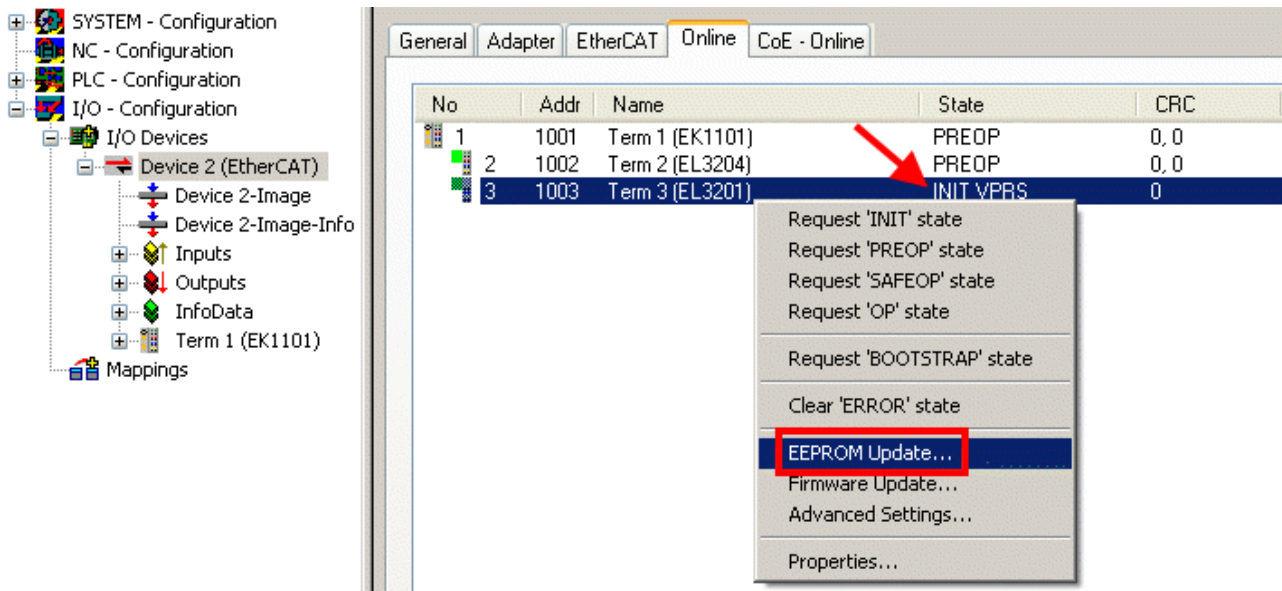 SYSTEM - Configuration
NC - Configuration
PLC - Configuration
I/O - Configuration
I/O Devices
Device 2 (EtherCAT)
Device 2-Image
Device 2-Image-Info
Inputs
Outputs
InfoData
Term 1 (EK1101)
Mappings
General Adapter EtherCAT Online CoE - Online
No Addr Name State CRC
1 1001 Term 1 (EK1101) PREOP 0, 0
2 1002 Term 2 (EL3204) PREOP 0, 0
3 1003 Term 3 (EL3201) INIT VPRS 0
Request 'INIT' state
Request 'PREOP' state
Request 'SAFEOP' state
Request 'OP' state
Request 'BOOTSTRAP' state
Clear 'ERROR' state
EEPROM Update...
Firmware Update...
Advanced Settings...
Properties...